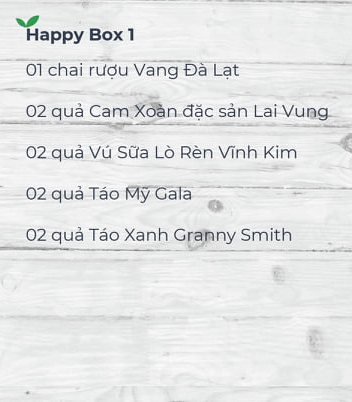 Happy Box 1
01 chai rượu Vang Đà Lạt
02 quả Cam Xoàn đặc sản Lai Vung
02 quả Vú Sữa Lò Rèn Vĩnh Kim
02 quả Táo Mỹ Gala
02 quả Táo Xanh Granny Smith